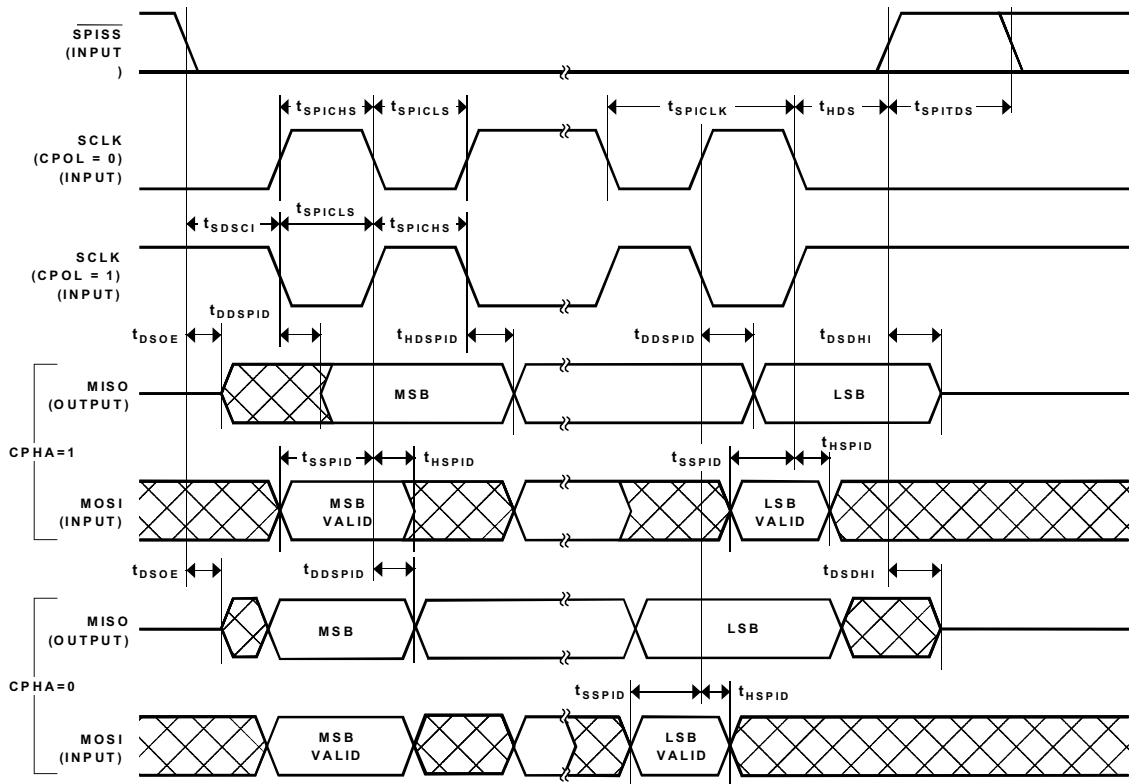 SPISS
(INPUT
)
tSPICHS tSPICLS tSPICLK tHDS tSPITDS
SCLK
(CPOL = 0)
(INPUT)
tSDSCI tSPICLS tSPICHS
SCLK
(CPOL = 1)
(INPUT)
tDSOE tDDSPID tHDSPID tDDSPID tDSDHI
MISO
(OUTPUT)
MSB LSB
CPHA=1
tSSPID tHSPID tSSPID tHSPID
MOSI
(INPUT)
MSB
VALID
LSB
VALID
tDSOE tDDSPID tDSDHI
MISO
(OUTPUT)
MSB LSB
CPHA=0
tSSPID tHSPID
MOSI
(INPUT)
MSB
VALID
LSB
VALID